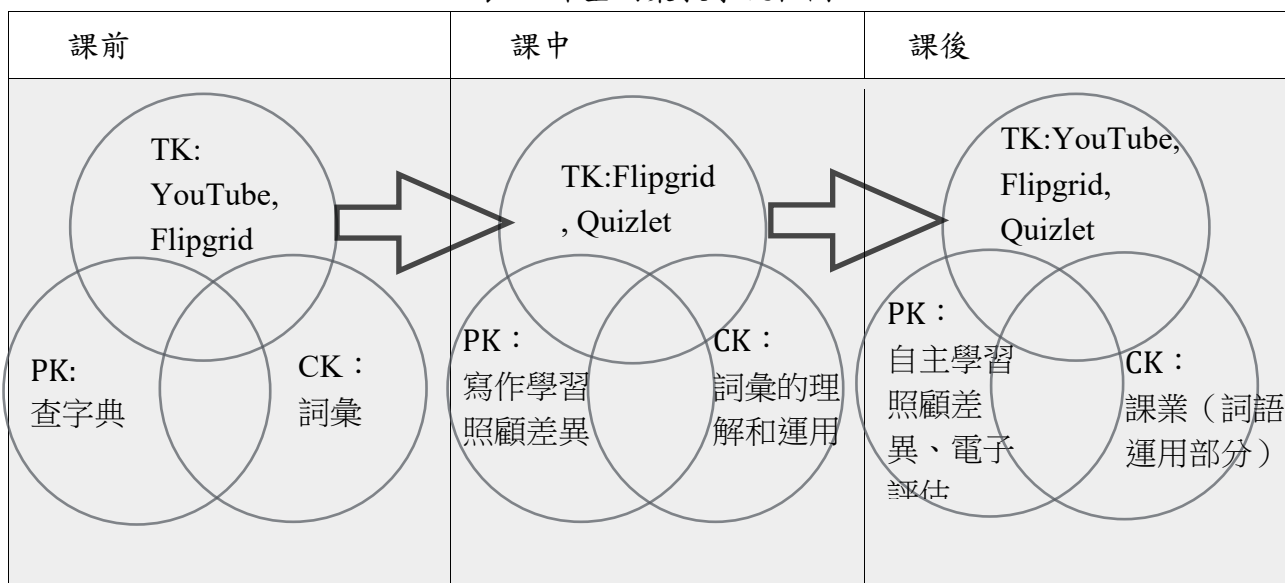 課前
課中
課後
TK:
YouTube,
Flipgrid
PK:
查字典
CK：
詞彙
TK:Flipgrid
, Quizlet
PK：
寫作學習
照顧差異
CK：
詞彙的理
解和運用
TK:YouTube,
Flipgrid,
Quizlet
PK：
自主學習
照顧差
異、電子
評估
CK：
課業（詞語
運用部分）